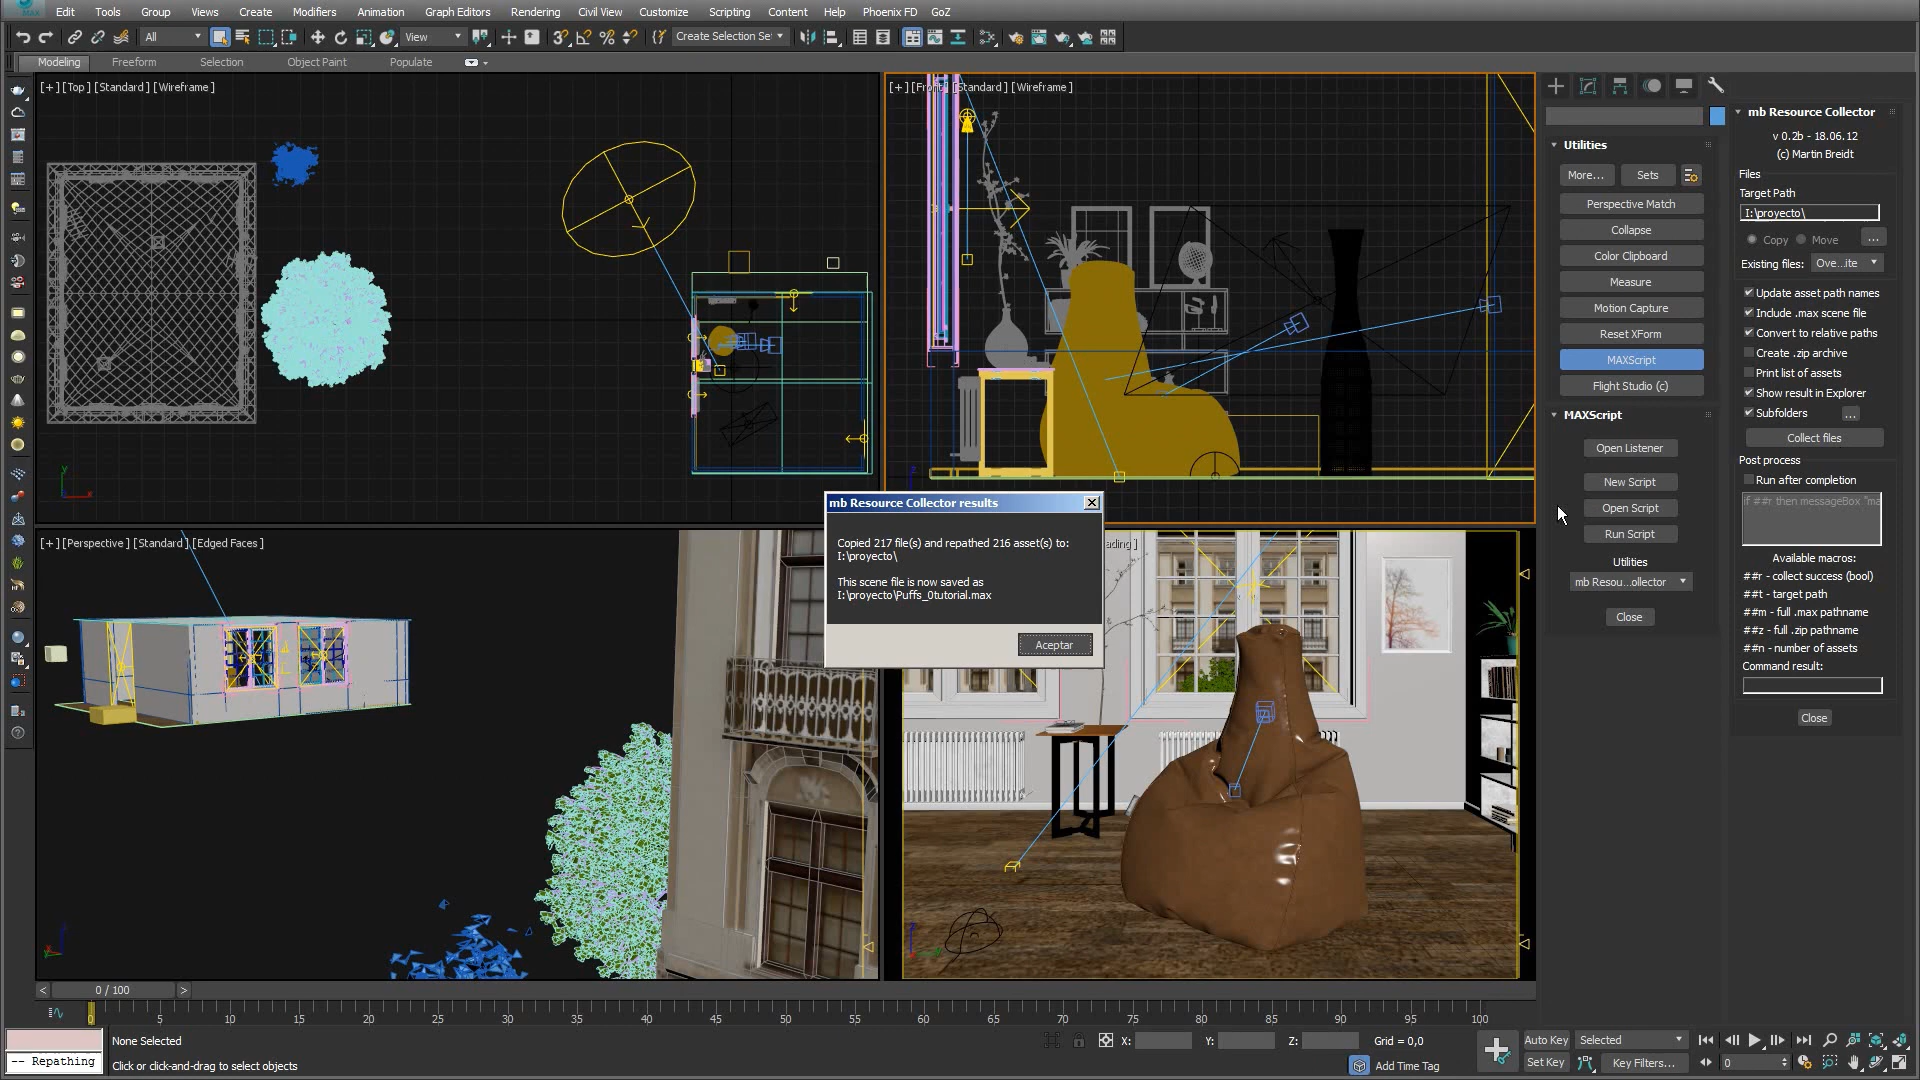 Edit Tools Group Views Create Modifiers Animation Graph Editors Rendering Civil View Customize Scripting Content Help Phoenix FD GoZ
All View Create Selection Se
Modeling Freeform Selection Object Paint Populate
[+] [Top] [Standard] [Wireframe]
[+] [Front] [Standard] [Wireframe]
Utilities
More... Sets
Perspective Match
Collapse
Color Clipboard
Measure
Motion Capture
Reset XForm
MAXScript
Flight Studio (c)
MAXScript
Open Listener
New Script
Open Script
Run Script
Utilities
mb Resou...ollector
Close
mb Resource Collector
v 0.2b - 18.06.12
(c) Martin Breidt
Files
Target Path
I:\proyecto\
Copy Move ...
Existing files: Ove...ite
Update asset path names
Include .max scene file
Convert to relative paths
Create .zip archive
Print list of assets
Show result in Explorer
Subfolders ...
Collect files
Post process
Run after completion
if ##r then messageBox "ma
Available macros:
##r - collect success (bool)
##t - target path
##m - full .max pathname
##z - full .zip pathname
##n - number of assets
Command result:
Close
mb Resource Collector results
Copied 217 file(s) and repathed 216 asset(s) to:
I:\proyecto\
This scene file is now saved as
I:\proyecto\Puffs_0tutorial.max
Aceptar
[+] [Perspective] [Standard] [Edged Faces]
ading ]
< 0 / 100 >
0 5 10 15 20 25 30 35 40 45 50 55 60 65 70 75 80 85 90 95 100
None Selected
X: Y: Z: Grid = 0,0
Auto Key Selected
-- Repathing
Click or click-and-drag to select objects
Add Time Tag
Set Key Key Filters... 0